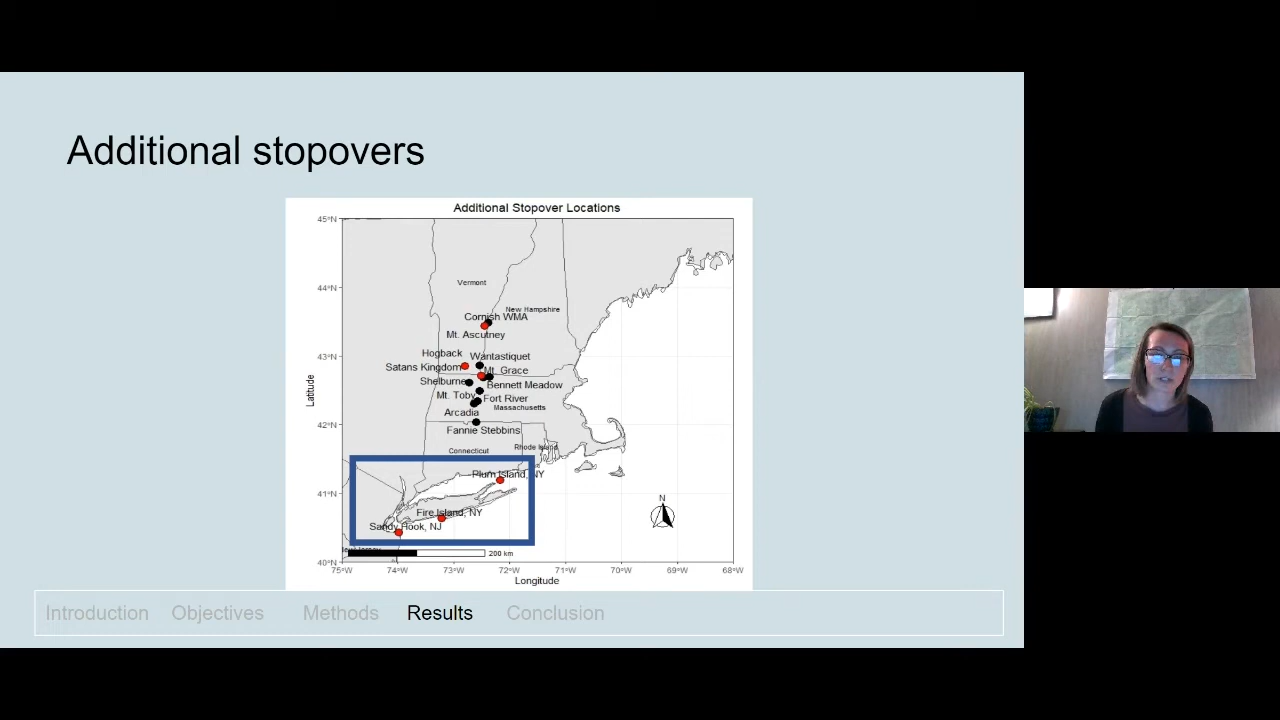 Additional stopovers
Additional Stopover Locations
45°N
44°N
43°N
42°N
41°N
40°N
Latitude
Vermont
New Hampshire
Cornish WMA
Mt. Ascutney
Hogback
Wantastiquet
Satans Kingdom
Mt. Grace
Shelburne
Bennett Meadow
Mt. Toby
Fort River
Massachusetts
Arcadia
Fannie Stebbins
Rhode Island
Connecticut
Plum Island, NY
Fire Island, NY
Sandy Hook, NJ
N
200 km
75°W 74°W 73°W 72°W 71°W 70°W 69°W 68°W
Longitude
Introduction Objectives Methods Results Conclusion